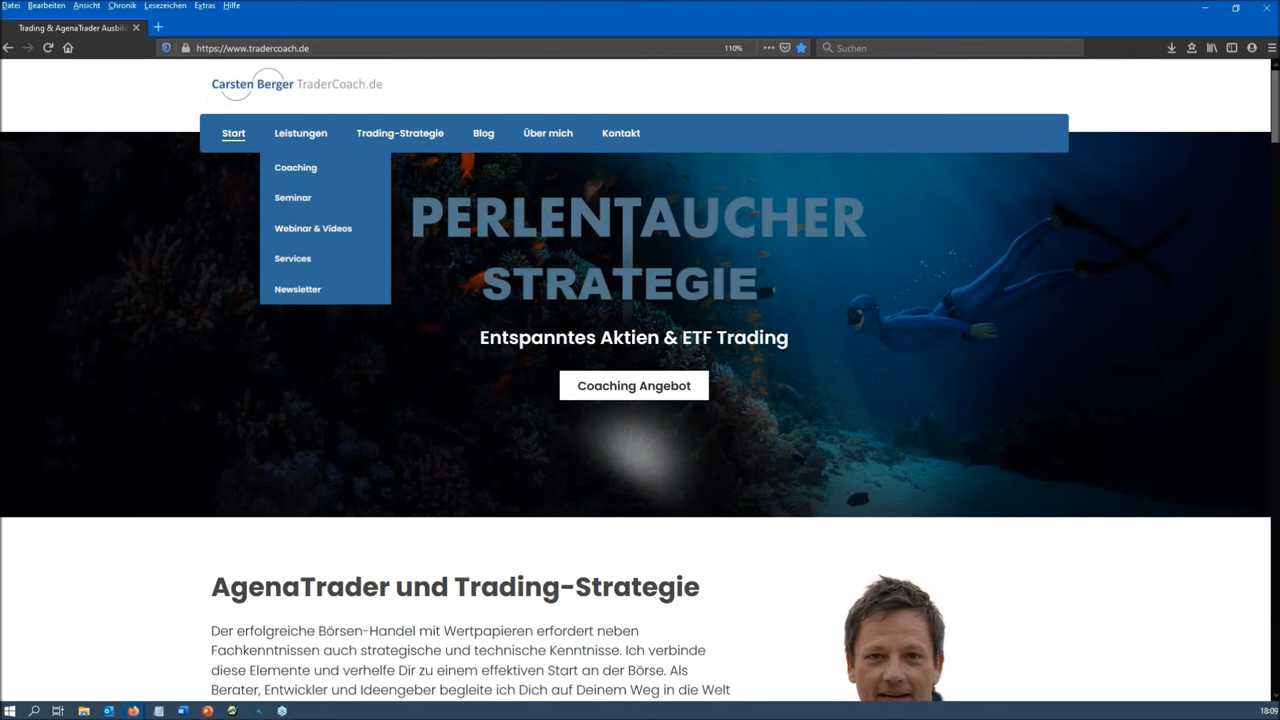 Datei Bearbeiten Ansicht Chronik Lesezeichen Extras Hilfe
Trading & AgenaTrader Ausbil
https://www.tradercoach.de
110%
Suchen
Carsten Berger TraderCoach.de
Start Leistungen Trading-Strategie Blog Über mich Kontakt
Coaching
Seminar
Webinar & Videos
Services
Newsletter
PERLENTAUCHER
STRATEGIE
Entspanntes Aktien & ETF Trading
Coaching Angebot
AgenaTrader und Trading-Strategie
Der erfolgreiche Börsen-Handel mit Wertpapieren erfordert neben
Fachkenntnissen auch strategische und technische Kenntnisse. Ich verbinde
diese Elemente und verhelfe Dir zu einem effektiven Start an der Börse. Als
Berater, Entwickler und Ideengeber begleite ich Dich auf Deinem Weg in die Welt
18:09